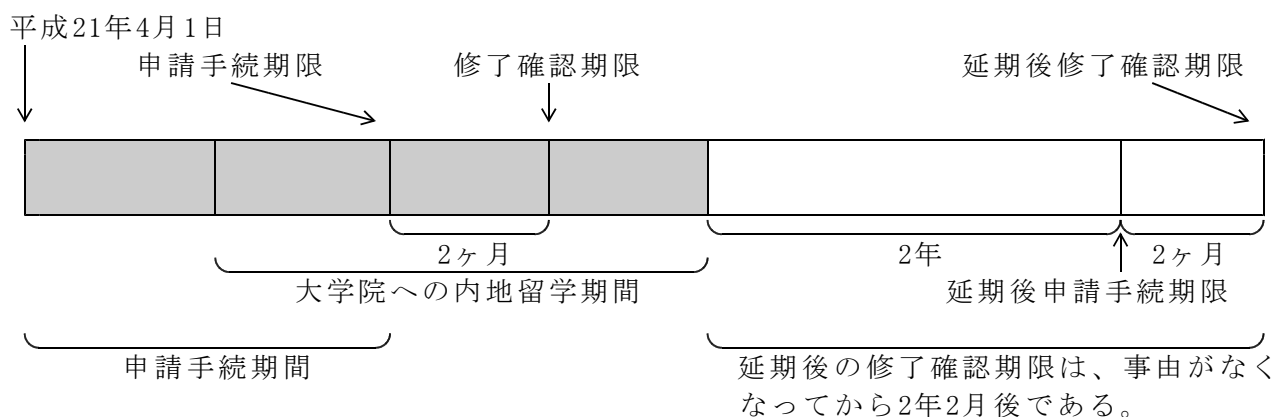 平成21年4月1日
申請手続期限
修了確認期限
延期後修了確認期限
2ヶ月
2年
2ヶ月
大学院への内地留学期間
延期後申請手続期限
申請手続期間
延期後の修了確認期限は、事由がなく
なってから2年2月後である。